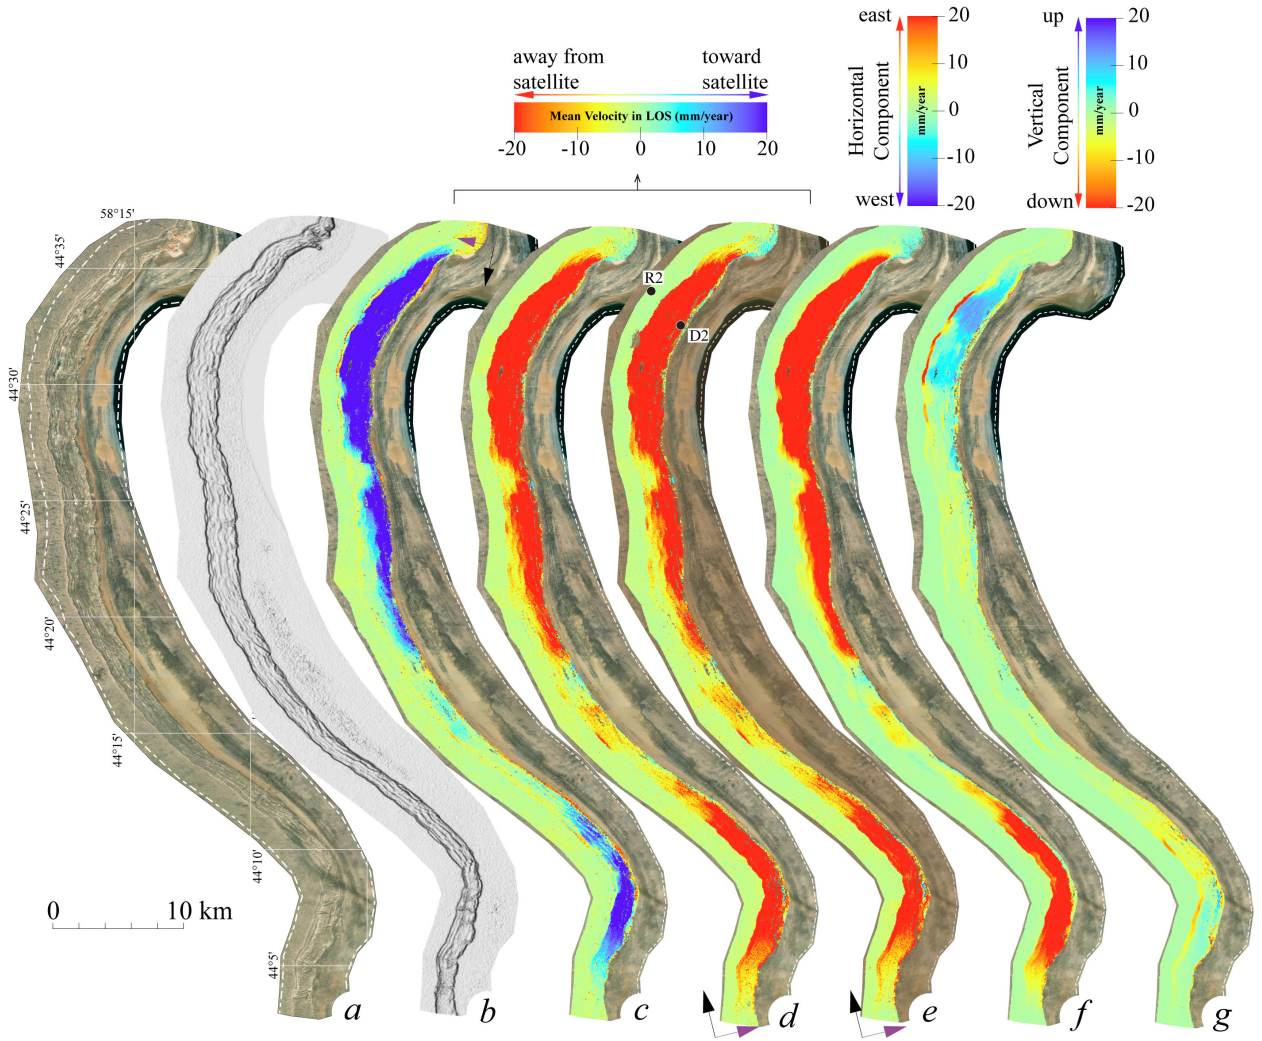 east
20
10
0
-10
-20
west
Horizontal
Component
mm/year
up
20
10
0
-10
-20
down
Vertical
Component
mm/year
away from
satellite
toward
satellite
Mean Velocity in LOS (mm/year)
-20
-10
0
10
20
58°15'
44°35'
44°30'
44°25'
44°20'
44°15'
44°10'
44°5'
R2
D2
0
10 km
a
b
c
d
e
f
g